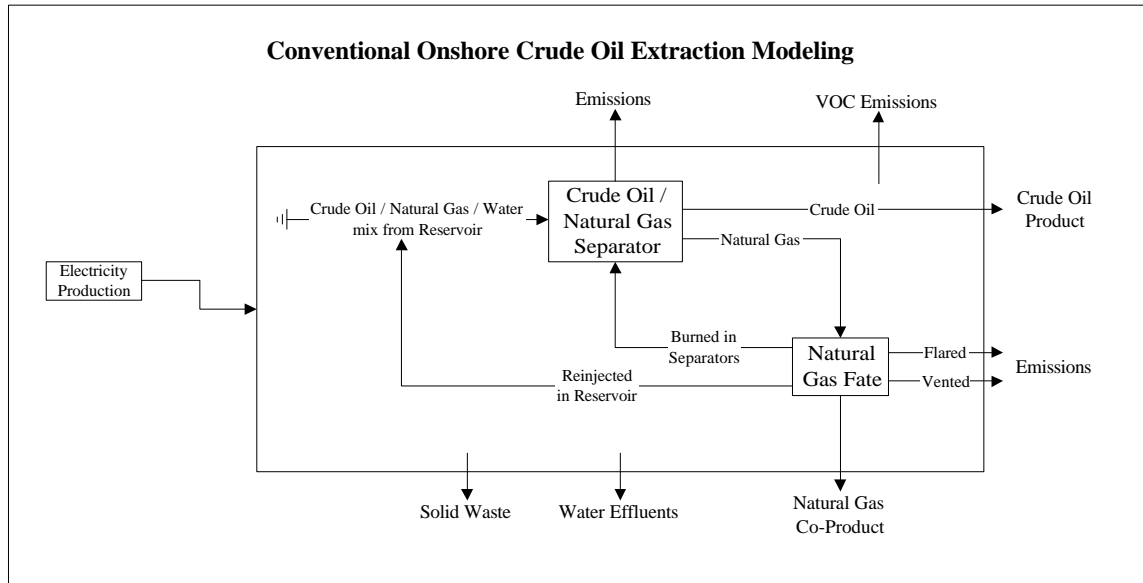 Conventional Onshore Crude Oil Extraction Modeling
Emissions
VOC Emissions
Crude Oil / Natural Gas / Water
mix from Reservoir
Crude Oil /
Natural Gas
Separator
Crude Oil
Crude Oil
Product
Natural Gas
Electricity
Production
Burned in
Separators
Natural
Gas Fate
Flared
Vented
Emissions
Reinjected
in Reservoir
Solid Waste
Water Effluents
Natural Gas
Co-Product